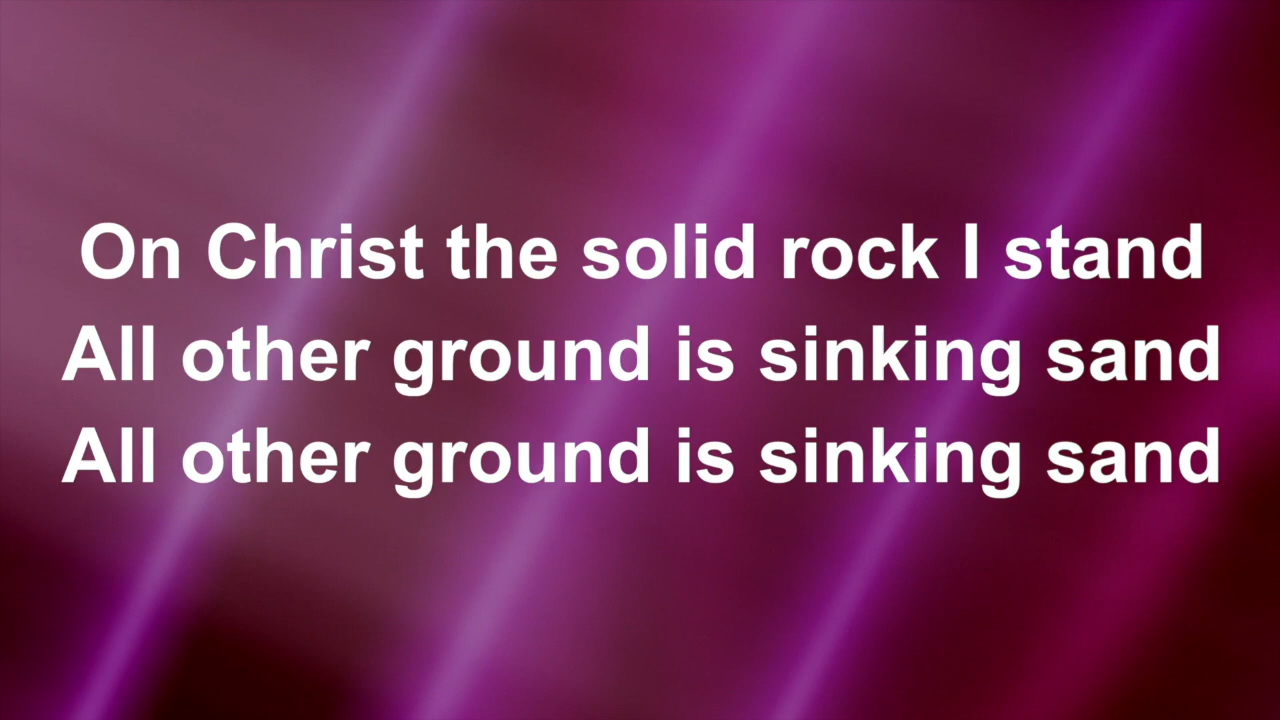 On Christ the solid rock I stand
All other ground is sinking sand
All other ground is sinking sand